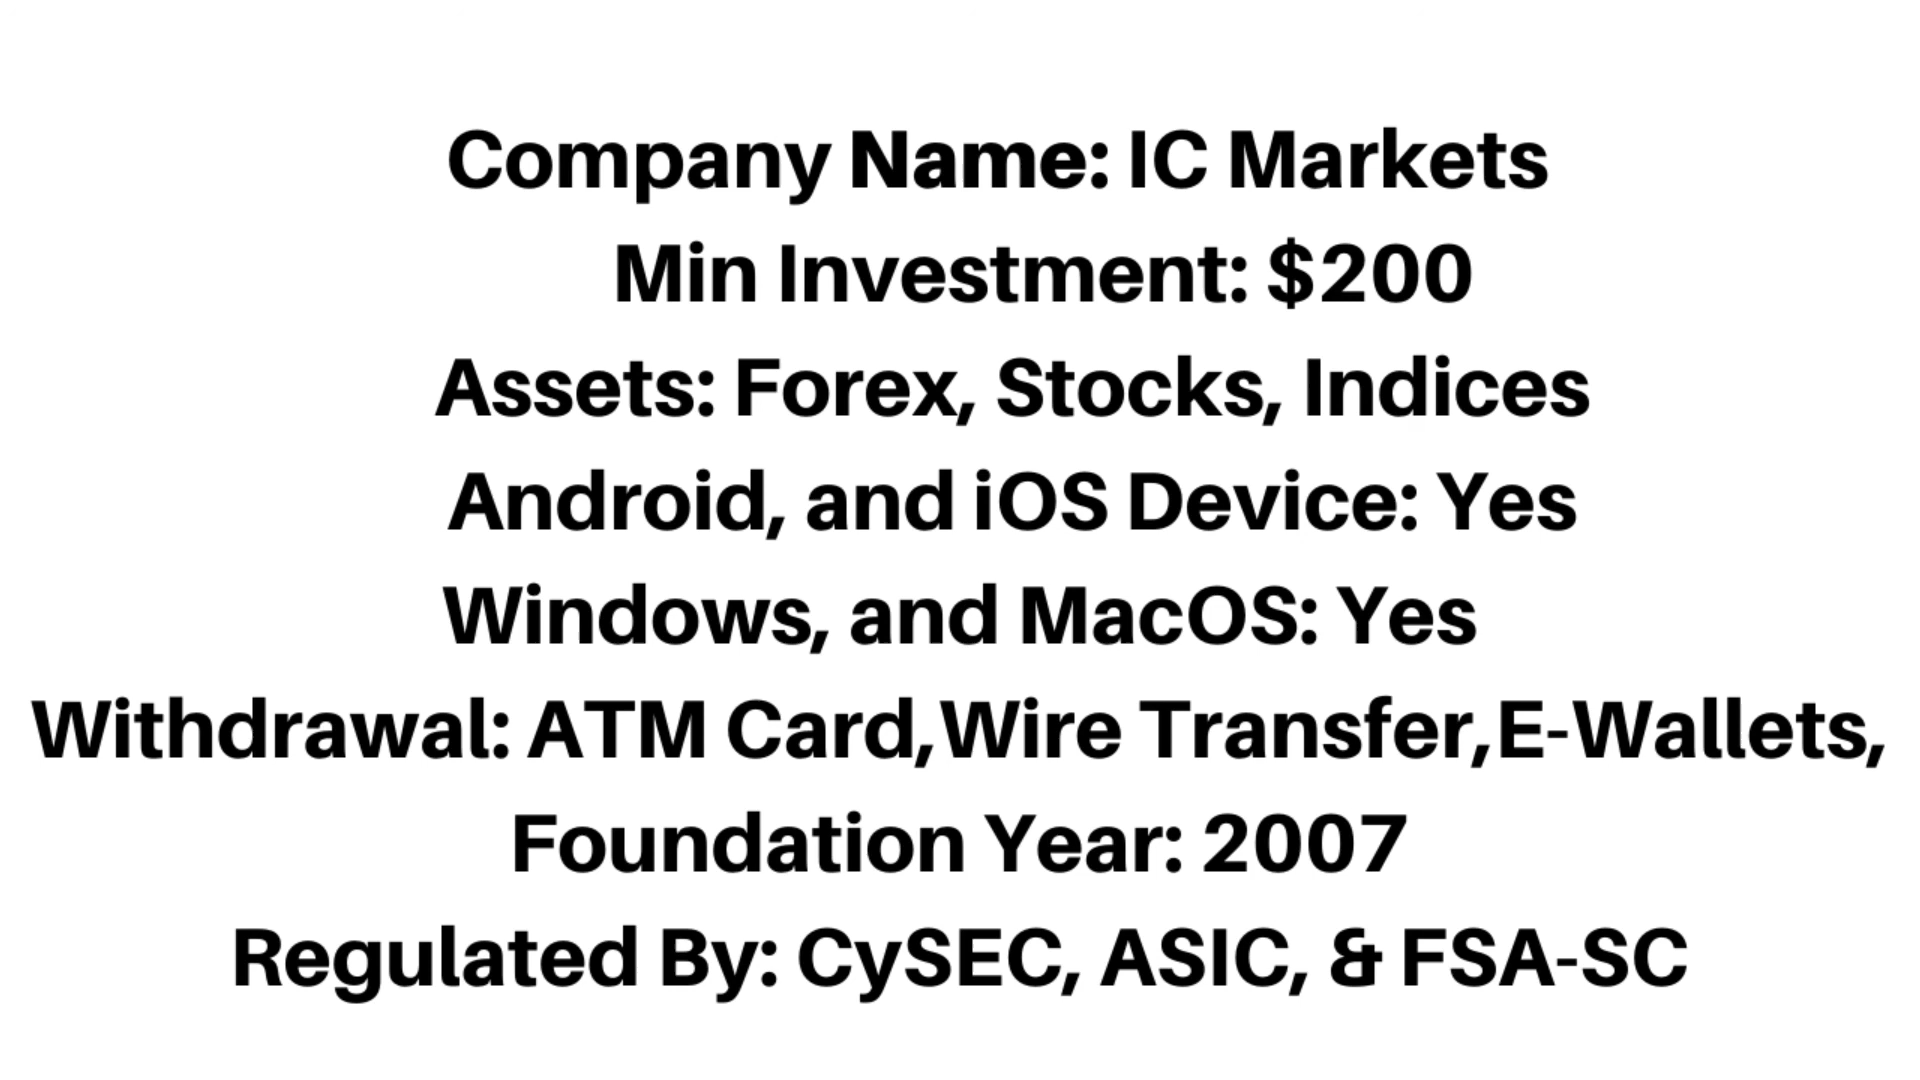 Company Name: IC Markets
Min Investment: $200
Assets: Forex, Stocks, Indices
Android, and iOS Device: Yes
Windows, and MacOS: Yes
Withdrawal: ATM Card,Wire Transfer,E-Wallets,
Foundation Year: 2007
Regulated By: CySEC, ASIC, & FSA-SC